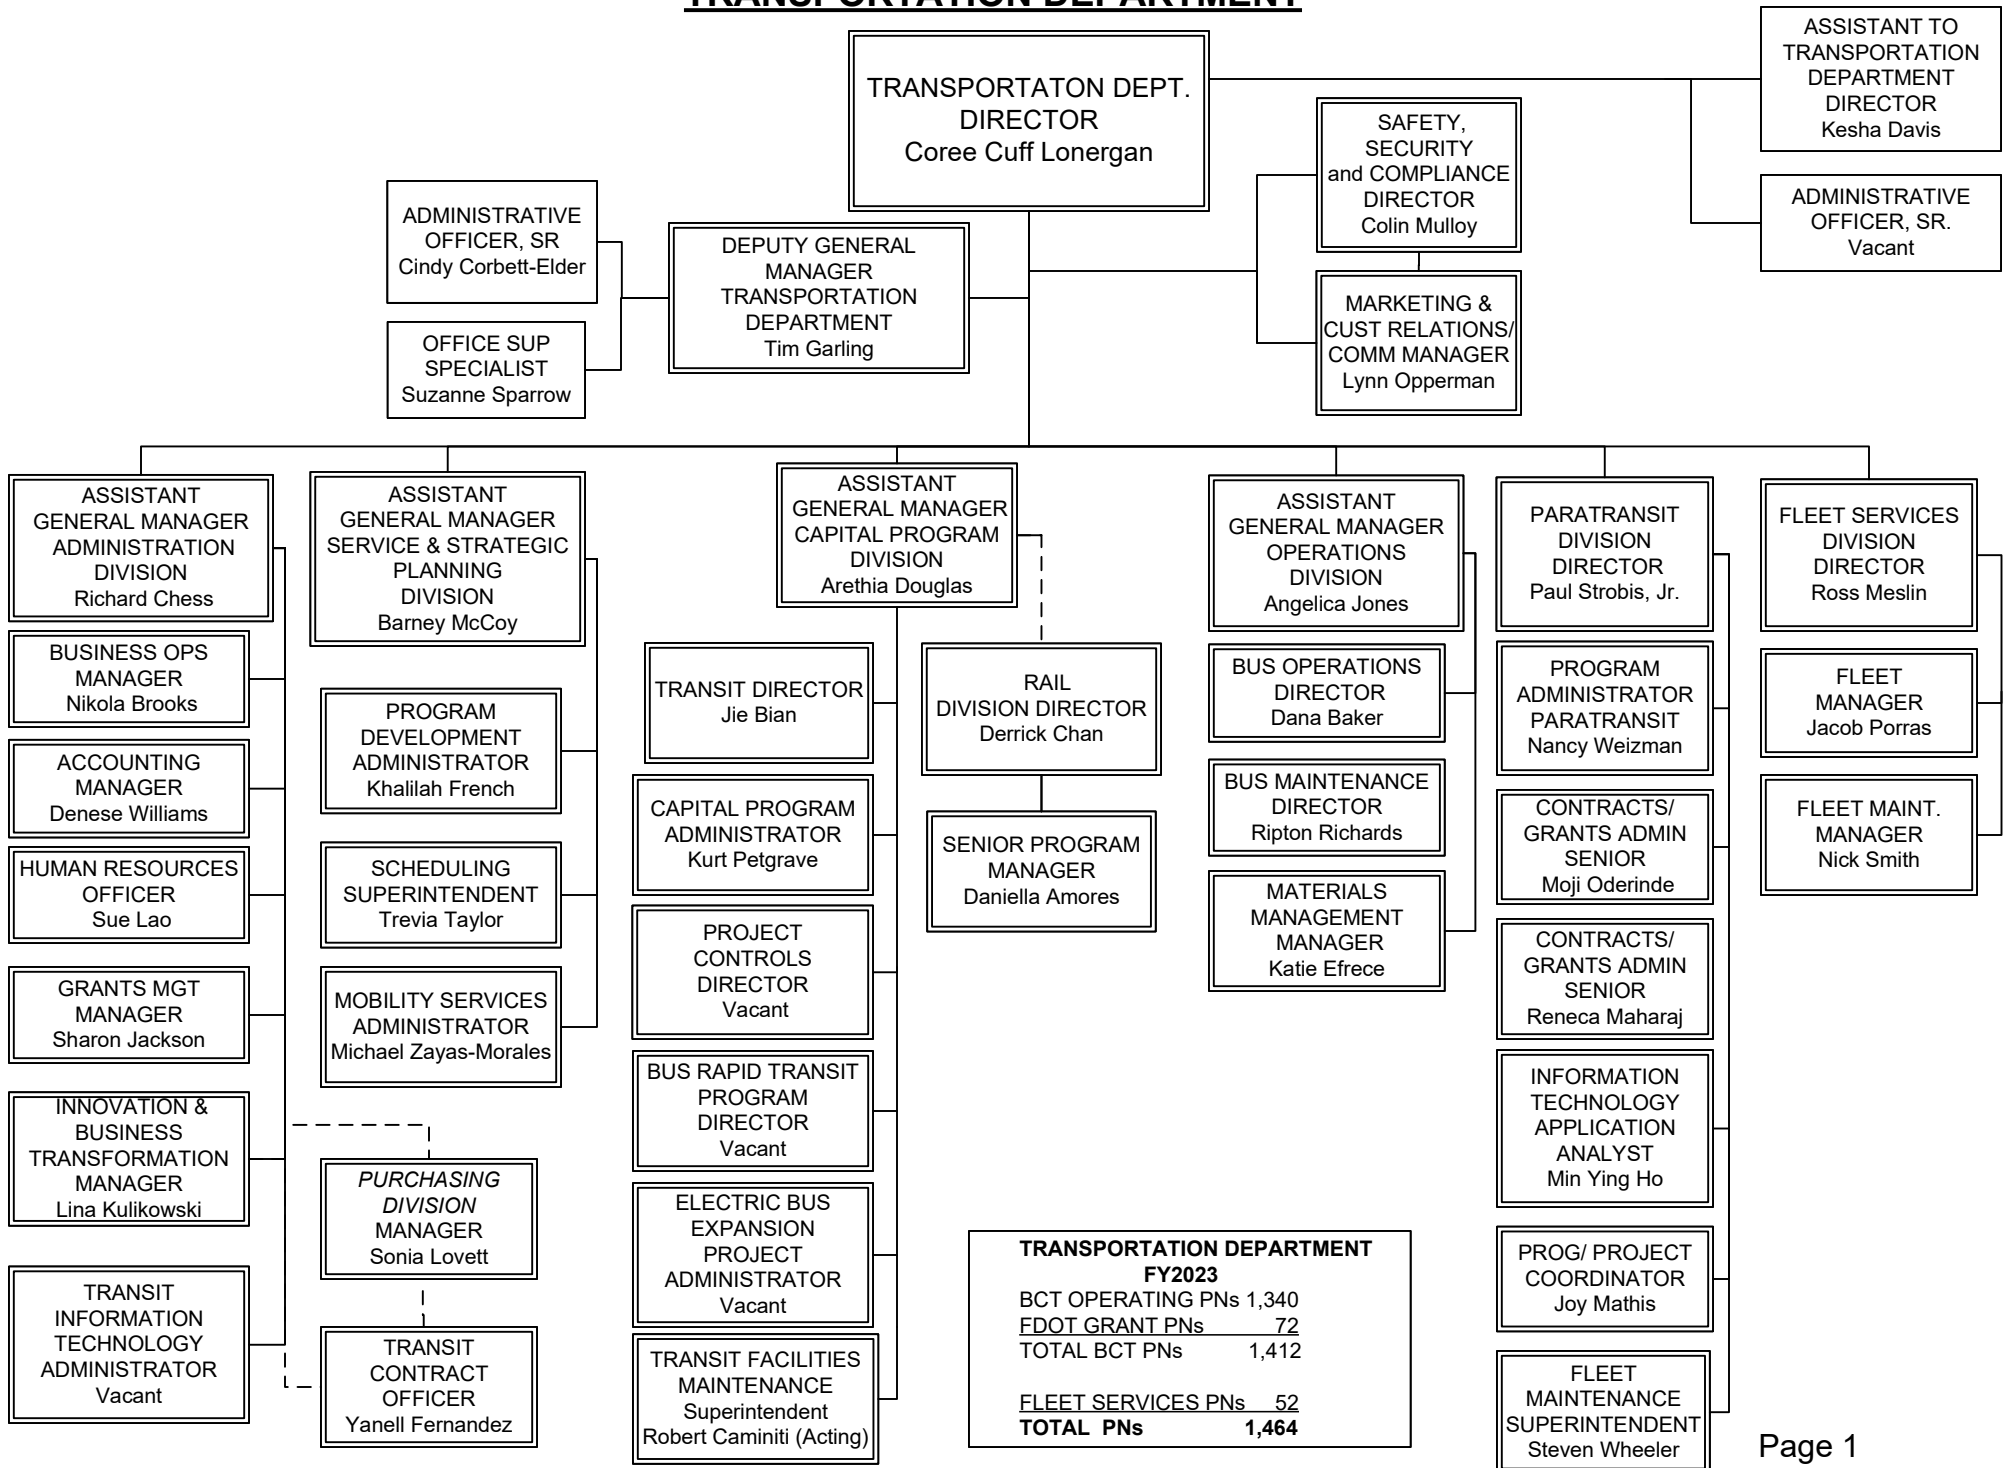 TRANSPORTATION DEPARTMENT
TRANSPORTATON DEPT.
DIRECTOR
Coree Cuff Lonergan
ASSISTANT TO
TRANSPORTATION
DEPARTMENT
DIRECTOR
Kesha Davis
SAFETY,
SECURITY
and COMPLIANCE
DIRECTOR
Colin Mulloy
ADMINISTRATIVE
OFFICER, SR.
Vacant
ADMINISTRATIVE
OFFICER, SR
Cindy Corbett-Elder
DEPUTY GENERAL
MANAGER
TRANSPORTATION
DEPARTMENT
Tim Garling
MARKETING &
CUST RELATIONS/
COMM MANAGER
Lynn Opperman
OFFICE SUP
SPECIALIST
Suzanne Sparrow
ASSISTANT
GENERAL MANAGER
ADMINISTRATION
DIVISION
Richard Chess
BUSINESS OPS
MANAGER
Nikola Brooks
ACCOUNTING
MANAGER
Denese Williams
HUMAN RESOURCES
OFFICER
Sue Lao
GRANTS MGT
MANAGER
Sharon Jackson
INNOVATION &
BUSINESS
TRANSFORMATION
MANAGER
Lina Kulikowski
TRANSIT
INFORMATION
TECHNOLOGY
ADMINISTRATOR
Vacant
ASSISTANT
GENERAL MANAGER
SERVICE & STRATEGIC
PLANNING
DIVISION
Barney McCoy
PROGRAM
DEVELOPMENT
ADMINISTRATOR
Khalilah French
SCHEDULING
SUPERINTENDENT
Trevia Taylor
MOBILITY SERVICES
ADMINISTRATOR
Michael Zayas-Morales
PURCHASING
DIVISION
MANAGER
Sonia Lovett
TRANSIT
CONTRACT
OFFICER
Yanell Fernandez
ASSISTANT
GENERAL MANAGER
CAPITAL PROGRAM
DIVISION
Arethia Douglas
TRANSIT DIRECTOR
Jie Bian
CAPITAL PROGRAM
ADMINISTRATOR
Kurt Petgrave
PROJECT
CONTROLS
DIRECTOR
Vacant
BUS RAPID TRANSIT
PROGRAM
DIRECTOR
Vacant
ELECTRIC BUS
EXPANSION
PROJECT
ADMINISTRATOR
Vacant
TRANSIT FACILITIES
MAINTENANCE
Superintendent
Robert Caminiti (Acting)
RAIL
DIVISION DIRECTOR
Derrick Chan
SENIOR PROGRAM
MANAGER
Daniella Amores
ASSISTANT
GENERAL MANAGER
OPERATIONS
DIVISION
Angelica Jones
BUS OPERATIONS
DIRECTOR
Dana Baker
BUS MAINTENANCE
DIRECTOR
Ripton Richards
MATERIALS
MANAGEMENT
MANAGER
Katie Efrece
PARATRANSIT
DIVISION
DIRECTOR
Paul Strobis, Jr.
PROGRAM
ADMINISTRATOR
PARATRANSIT
Nancy Weizman
CONTRACTS/
GRANTS ADMIN
SENIOR
Moji Oderinde
CONTRACTS/
GRANTS ADMIN
SENIOR
Reneca Maharaj
INFORMATION
TECHNOLOGY
APPLICATION
ANALYST
Min Ying Ho
PROG/ PROJECT
COORDINATOR
Joy Mathis
FLEET
MAINTENANCE
SUPERINTENDENT
Steven Wheeler
FLEET SERVICES
DIVISION
DIRECTOR
Ross Meslin
FLEET
MANAGER
Jacob Porras
FLEET MAINT.
MANAGER
Nick Smith
TRANSPORTATION DEPARTMENT
FY2023
BCT OPERATING PNs 1,340
FDOT GRANT PNs 72
TOTAL BCT PNs 1,412
FLEET SERVICES PNs 52
TOTAL PNs 1,464
Page 1